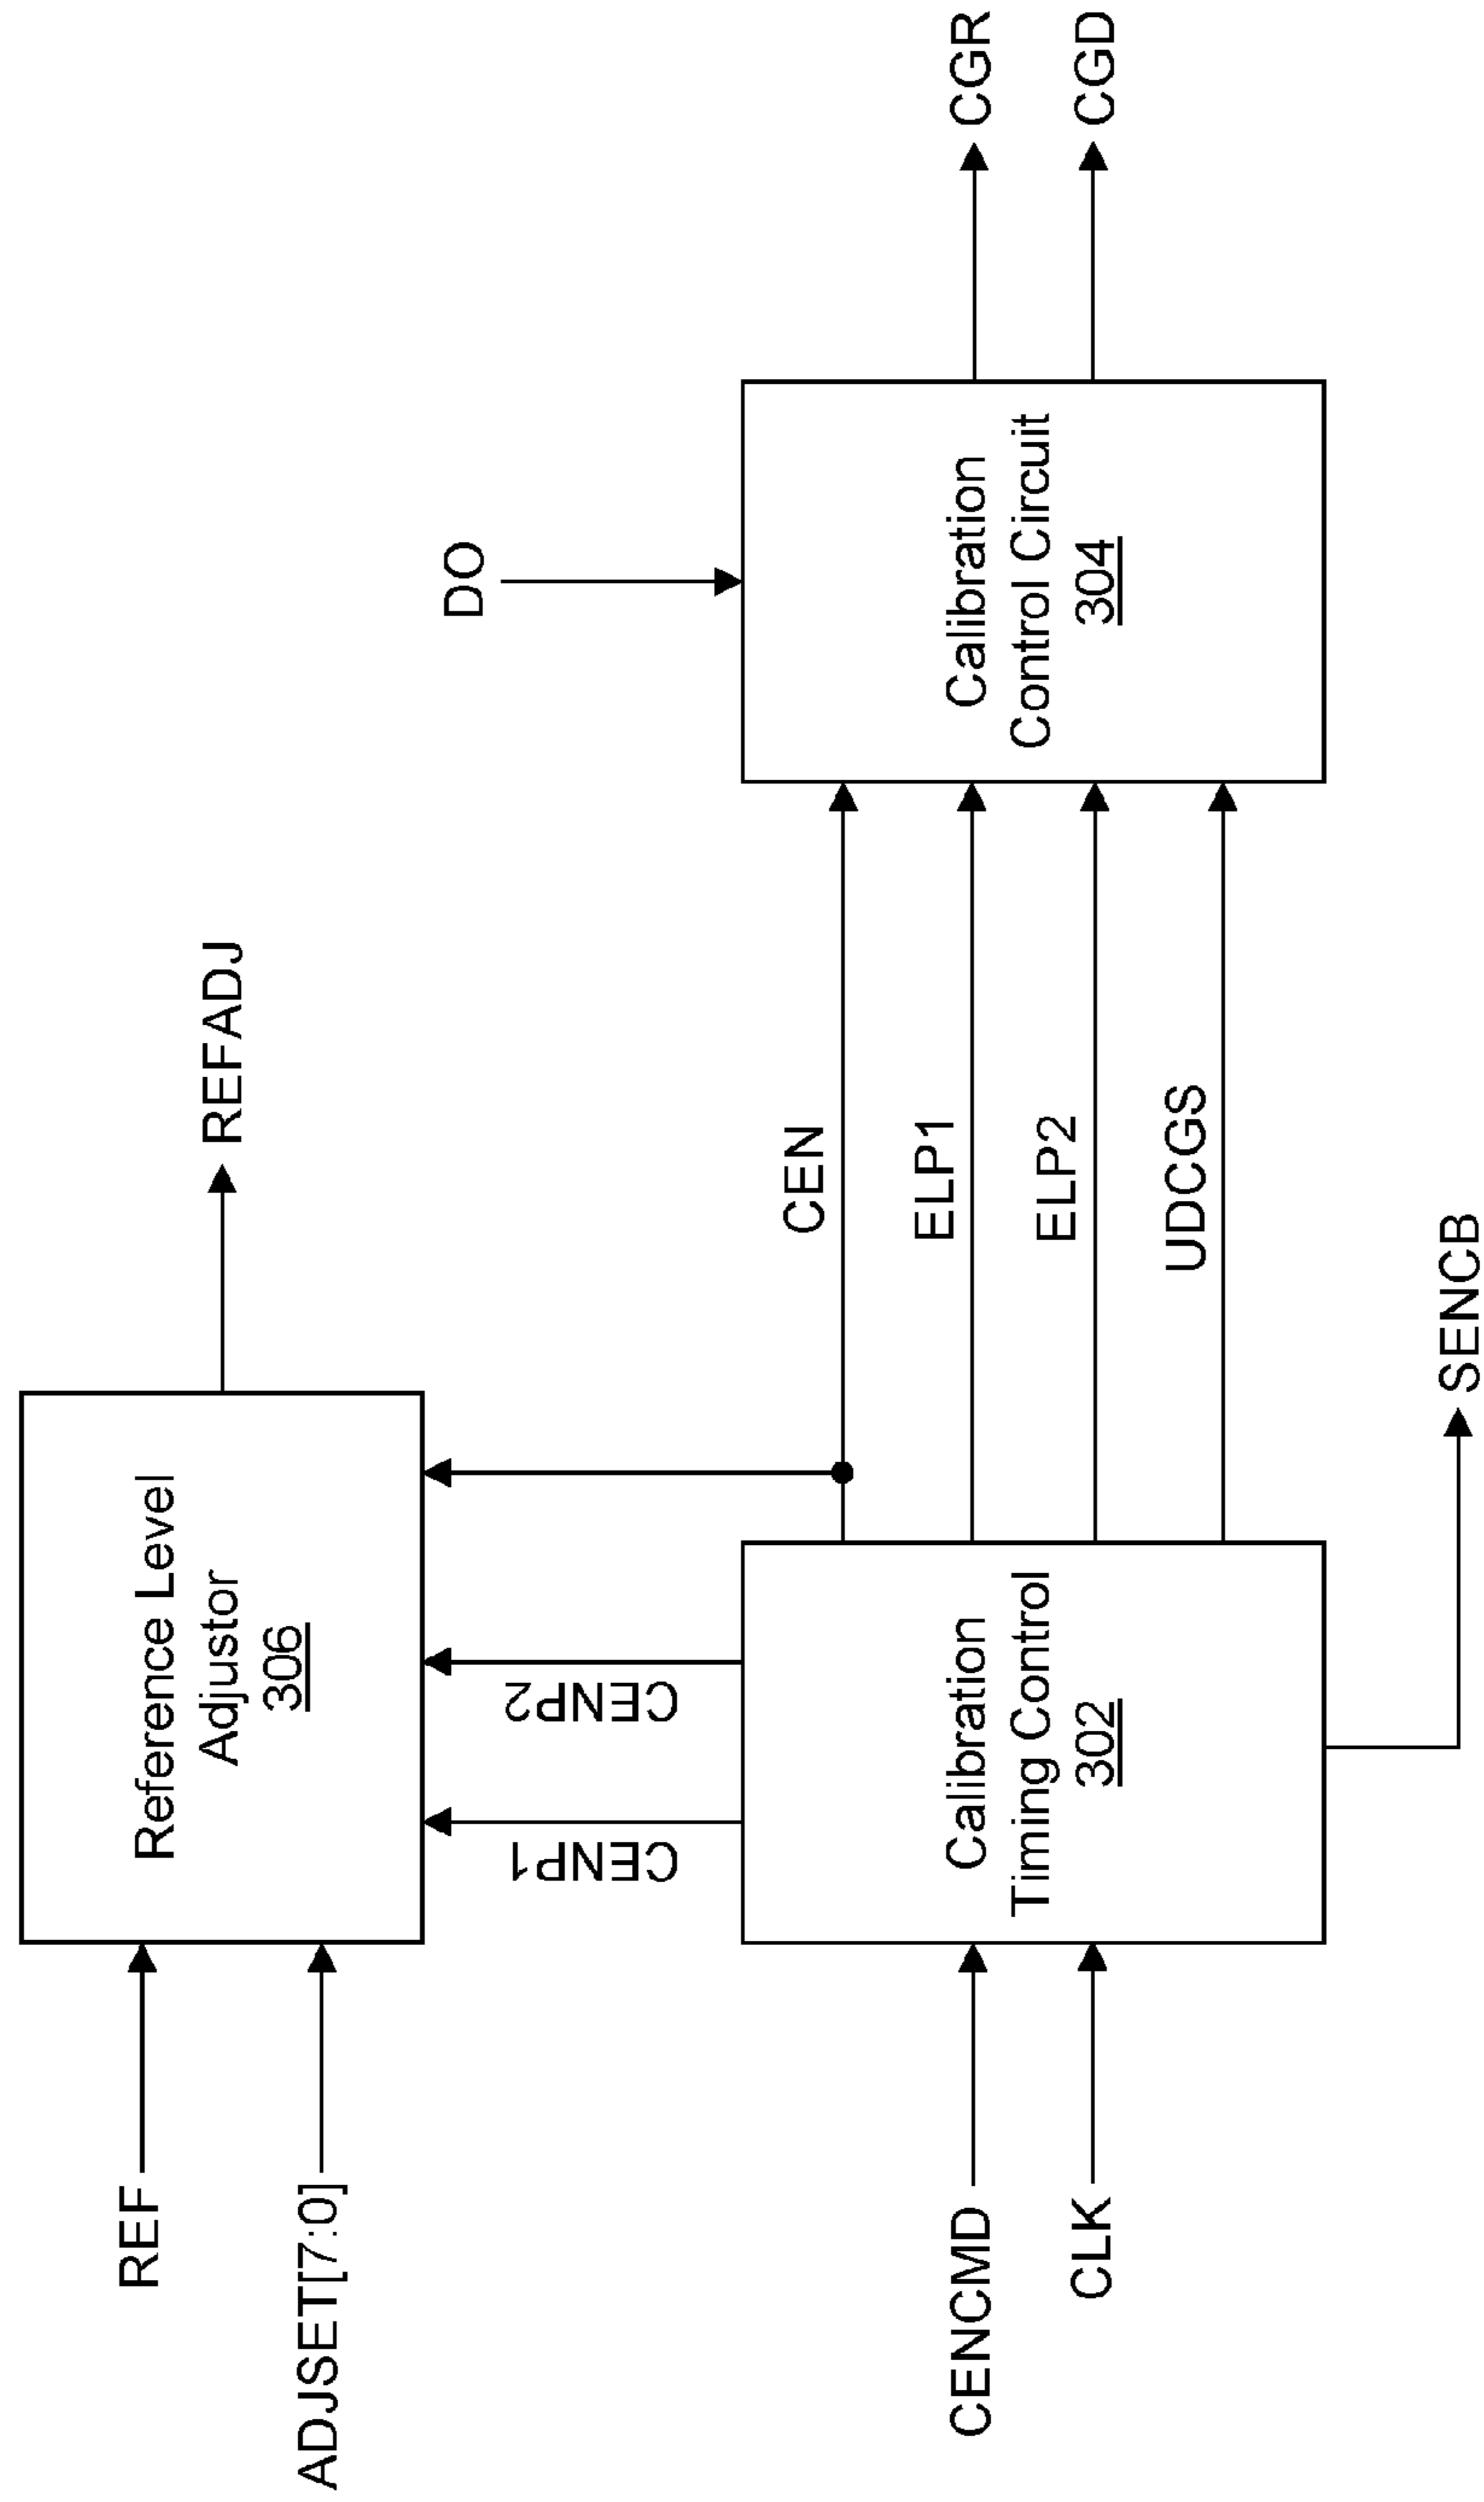 REF
ADJSET[7:0]
Reference Level
Adjustor
306
REFADJ
CENP1
CENP2
DO
CENCMD
CLK
Calibration
Timing Control
302
CEN
ELP1
ELP2
UDCGS
Calibration
Control Circuit
304
CGR
CGD
SENCB